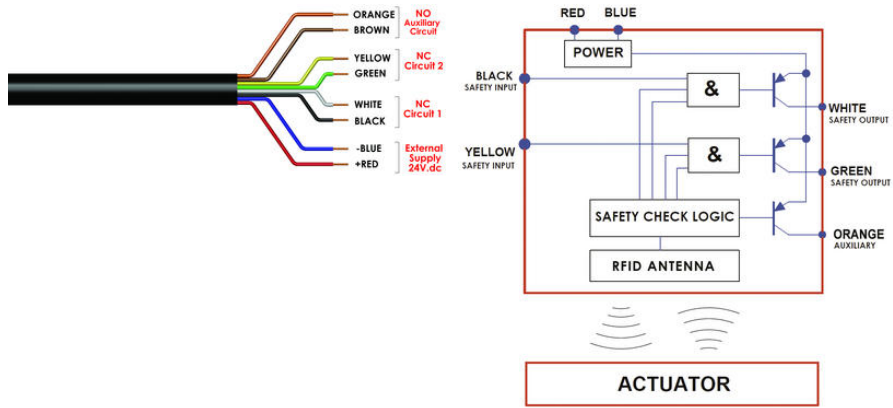 ORANGE
BROWN
NO
Auxiliary
Circuit
YELLOW
GREEN
NC
Circuit 2
WHITE
BLACK
NC
Circuit 1
-BLUE
+RED
External
Supply
24V.dc
RED
BLUE
POWER
BLACK
SAFETY INPUT
&
WHITE
SAFETY OUTPUT
YELLOW
SAFETY INPUT
&
GREEN
SAFETY OUTPUT
SAFETY CHECK LOGIC
ORANGE
AUXILIARY
RFID ANTENNA
ACTUATOR